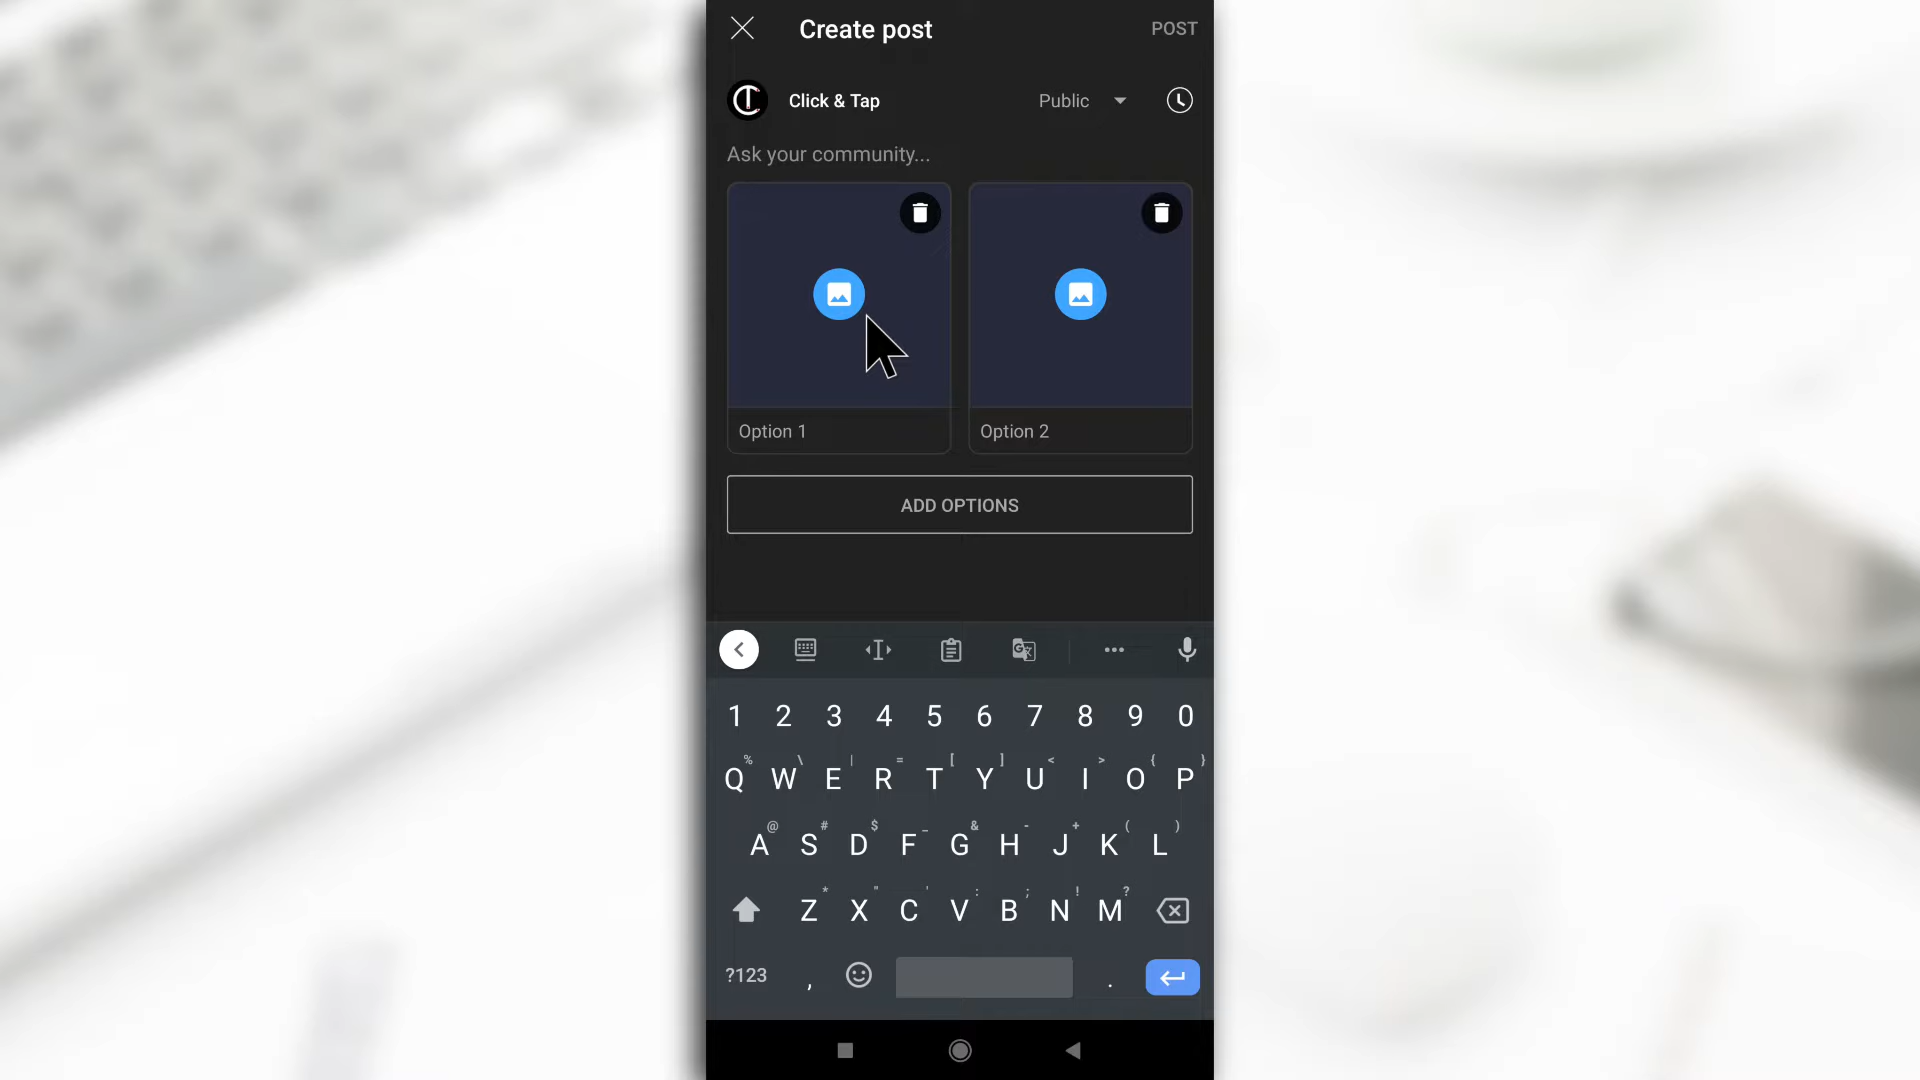 Create post
POST
Click & Tap
Public
Ask your community...
Option 1
Option 2
ADD OPTIONS
1 2 3 4 5 6 7 8 9 0
% \ | = [ ] < > { }
Q W E R T Y U I O P
@ # $ _ & - + ( )
A S D F G H J K L
* " ' : ; ! ?
Z X C V B N M
?123 , .